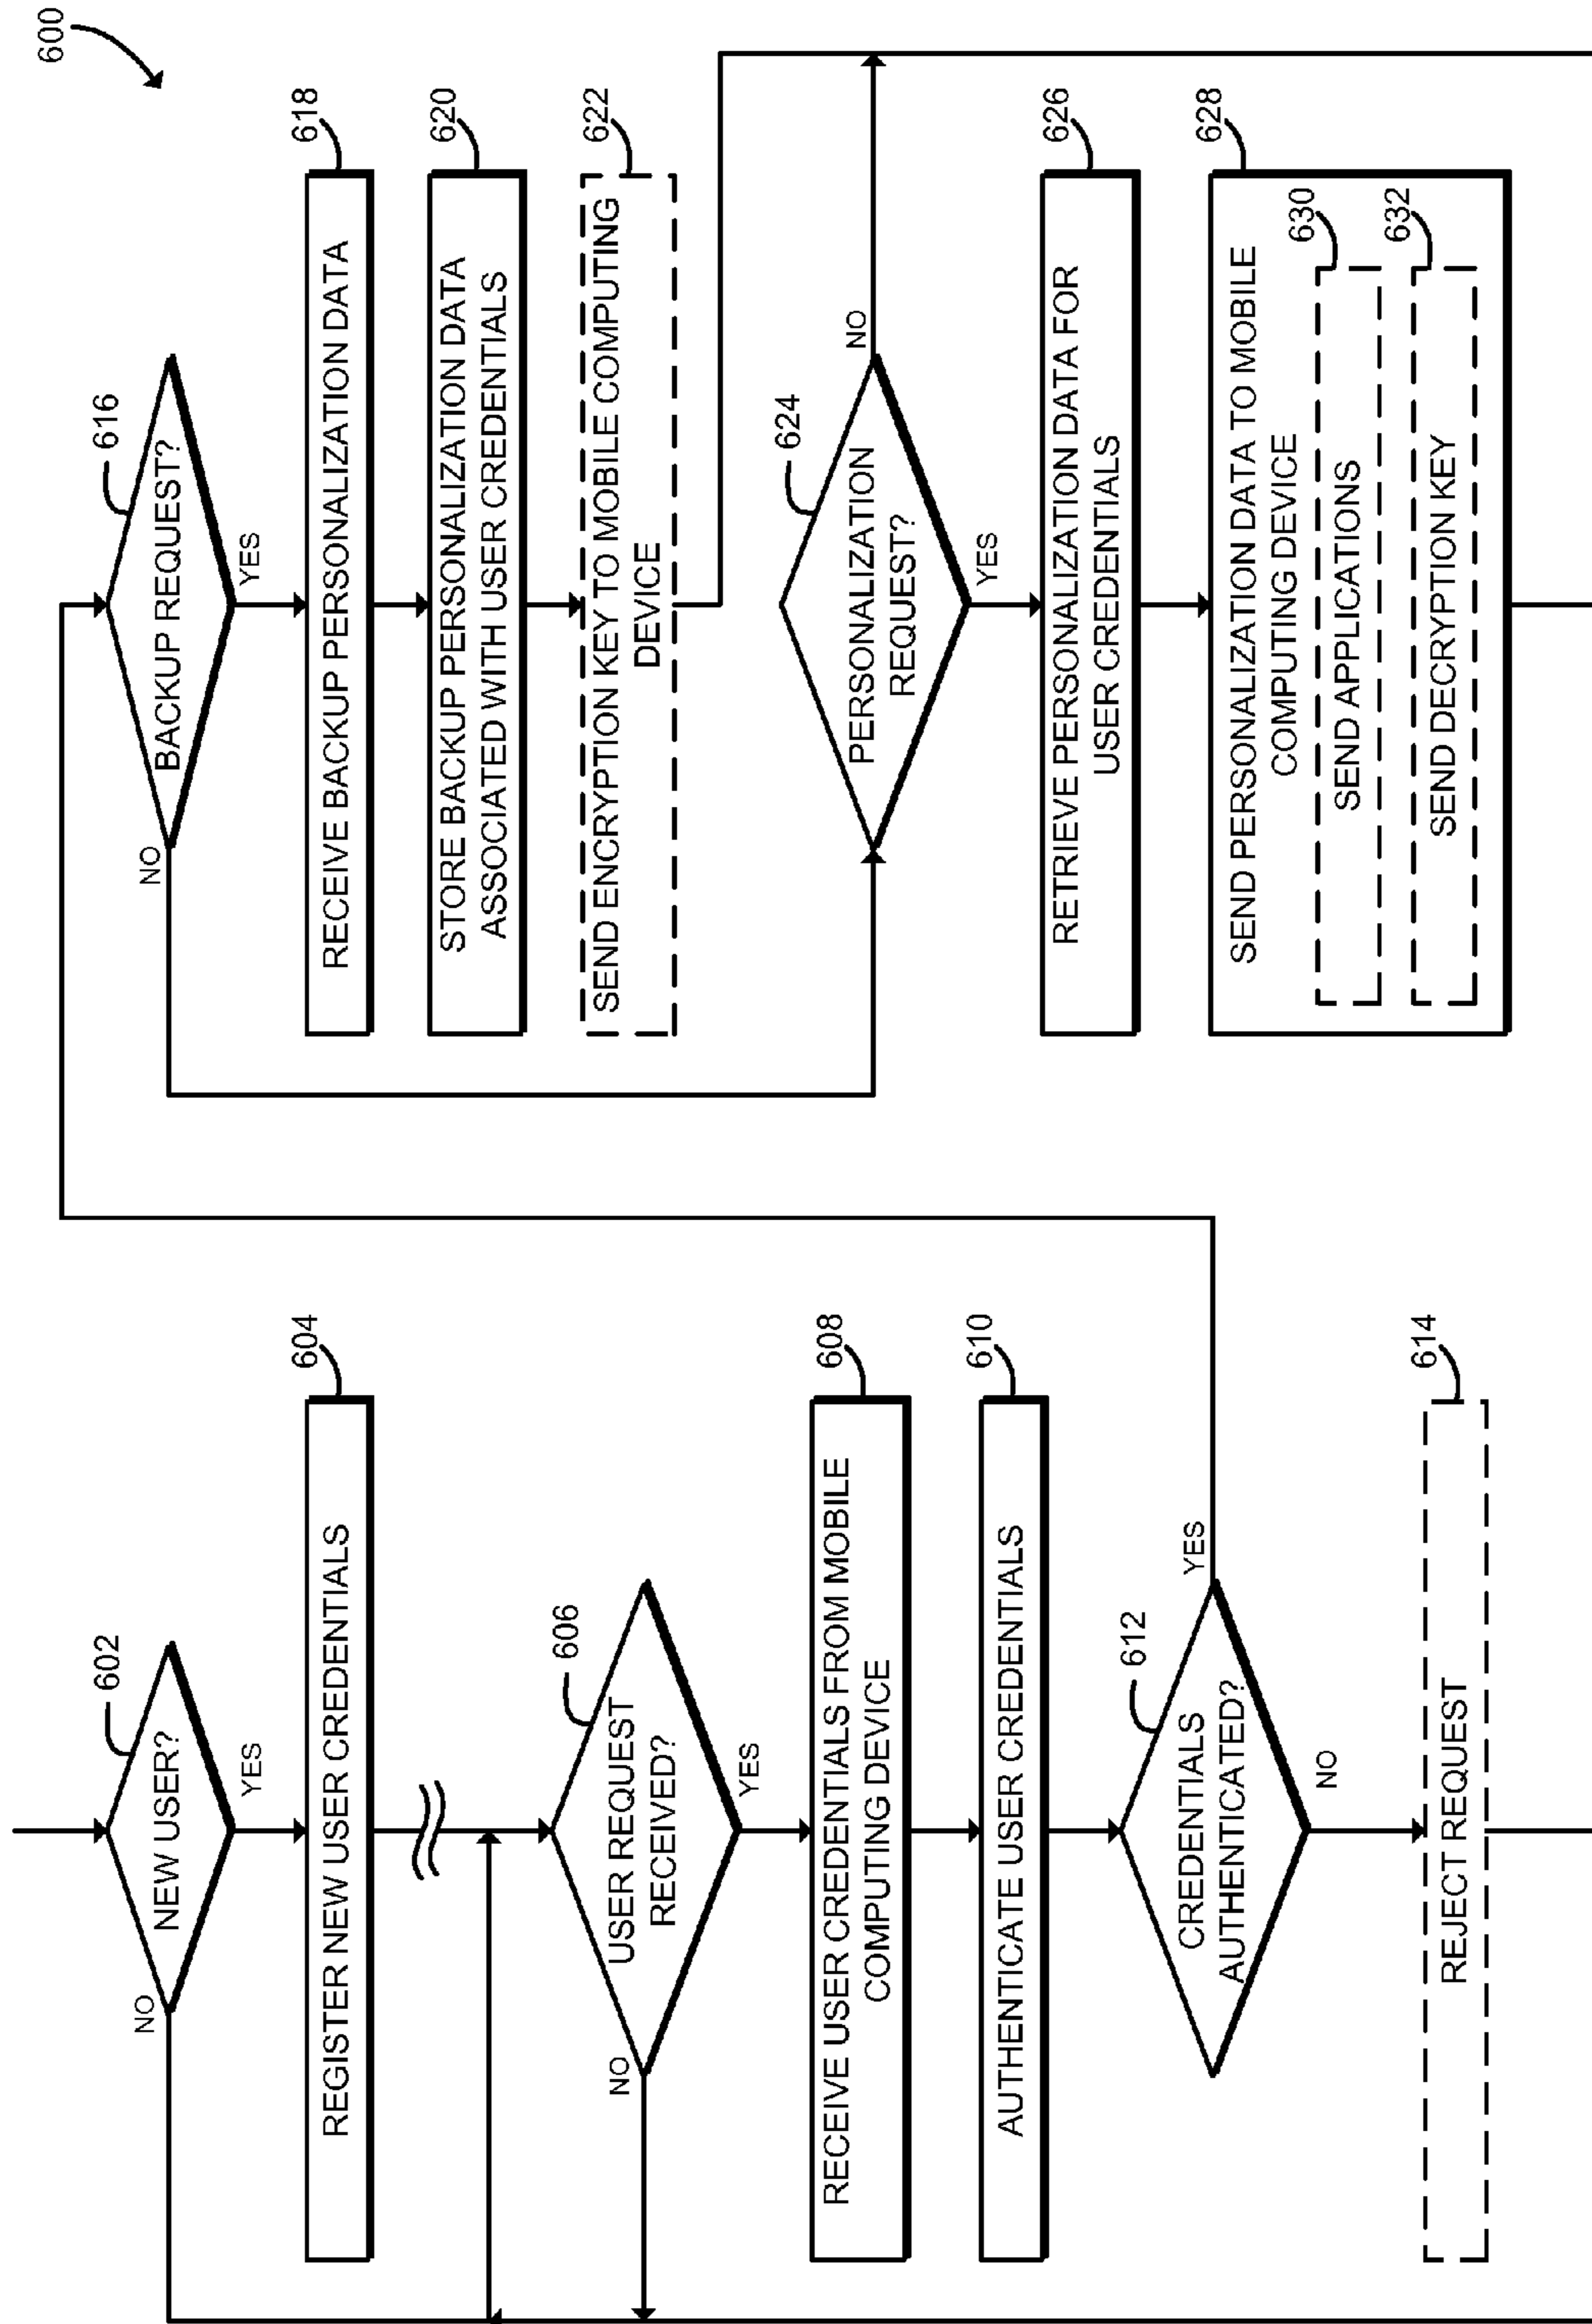 600
602
NEW USER?
NO
YES
604
REGISTER NEW USER CREDENTIALS
606
USER REQUEST
RECEIVED?
NO
YES
608
RECEIVE USER CREDENTIALS FROM MOBILE
COMPUTING DEVICE
610
AUTHENTICATE USER CREDENTIALS
612
CREDENTIALS
AUTHENTICATED?
YES
NO
614
REJECT REQUEST
616
BACKUP REQUEST?
NO
YES
618
RECEIVE BACKUP PERSONALIZATION DATA
620
STORE BACKUP PERSONALIZATION DATA
ASSOCIATED WITH USER CREDENTIALS
622
SEND ENCRYPTION KEY TO MOBILE COMPUTING
DEVICE
624
PERSONALIZATION
REQUEST?
NO
YES
626
RETRIEVE PERSONALIZATION DATA FOR
USER CREDENTIALS
628
SEND PERSONALIZATION DATA TO MOBILE
COMPUTING DEVICE
630
SEND APPLICATIONS
632
SEND DECRYPTION KEY